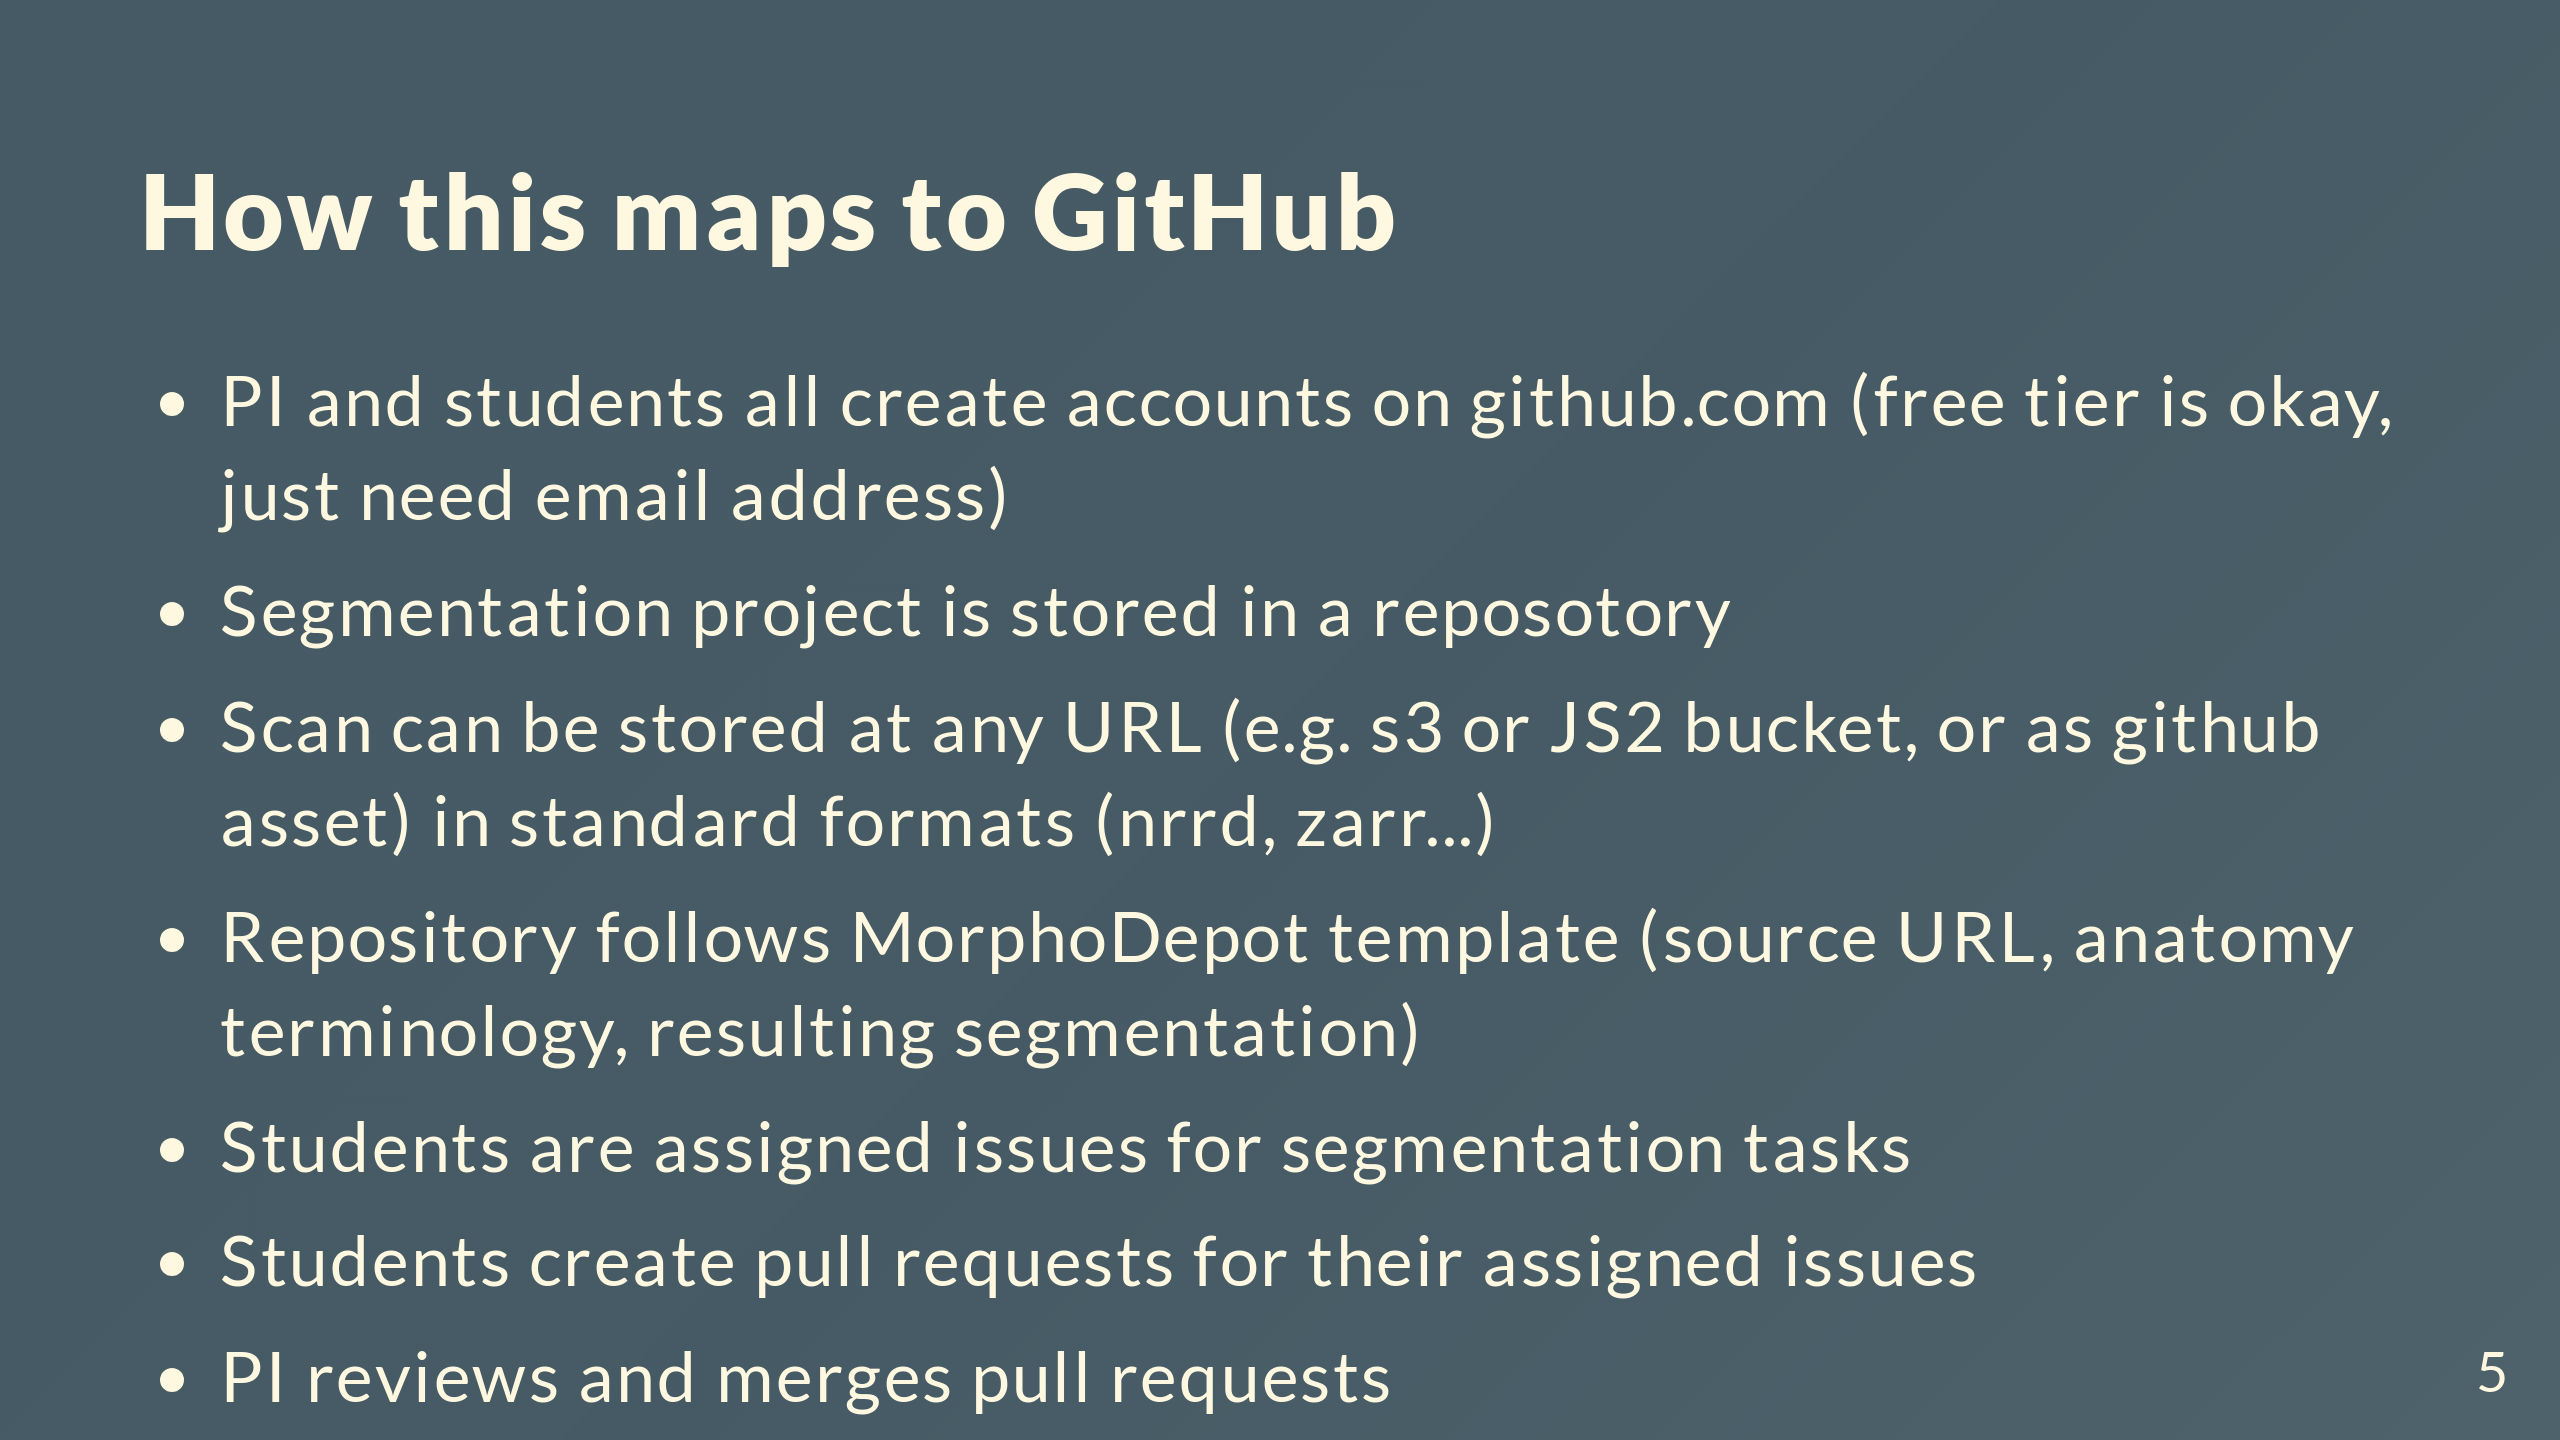 How this maps to GitHub
• PI and students all create accounts on github.com (free tier is okay,
just need email address)
• Segmentation project is stored in a reposotory
• Scan can be stored at any URL (e.g. s3 or JS2 bucket, or as github
asset) in standard formats (nrrd, zarr...)
• Repository follows MorphoDepot template (source URL, anatomy
terminology, resulting segmentation)
• Students are assigned issues for segmentation tasks
• Students create pull requests for their assigned issues
• PI reviews and merges pull requests
5